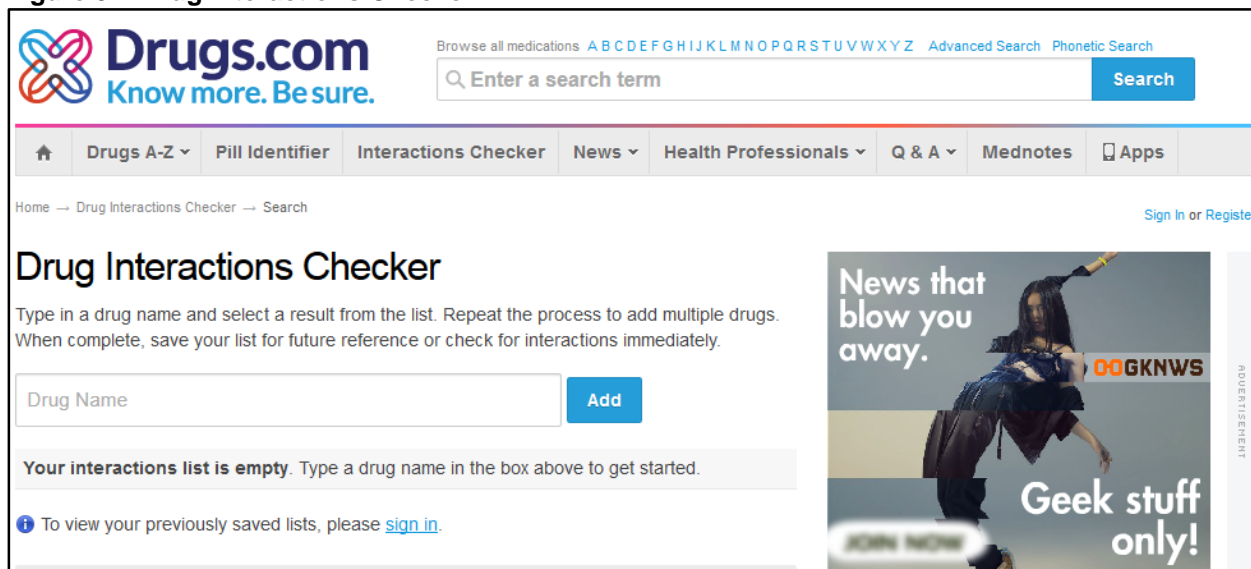 Drugs.com
Know more. Be sure.
Browse all medications A B C D E F G H I J K L M N O P Q R S T U V W X Y Z Advanced Search Phonetic Search
Enter a search term
Search
Drugs A-Z
Pill Identifier
Interactions Checker
News
Health Professionals
Q & A
Mednotes
Apps
Home → Drug Interactions Checker → Search
Sign In or Registe
Drug Interactions Checker
Type in a drug name and select a result from the list. Repeat the process to add multiple drugs.
When complete, save your list for future reference or check for interactions immediately.
Drug Name
Add
Your interactions list is empty. Type a drug name in the box above to get started.
To view your previously saved lists, please sign in.
News that
blow you
away.
GKNWS
Geek stuff
only!
JOIN NOW
ADVERTISEMENT